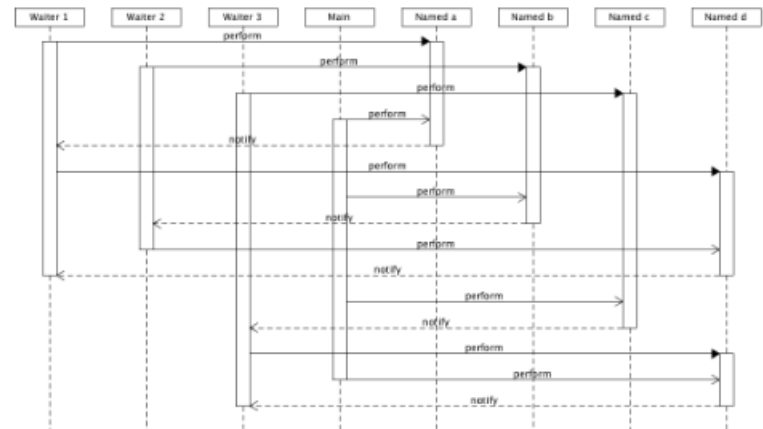 Waiter 1 Waiter 2 Waiter 3 Main Named a Named b Named c Named d
perform
perform
perform
perform
notify
perform
perform
notify
perform
notify
perform
notify
perform
perform
notify